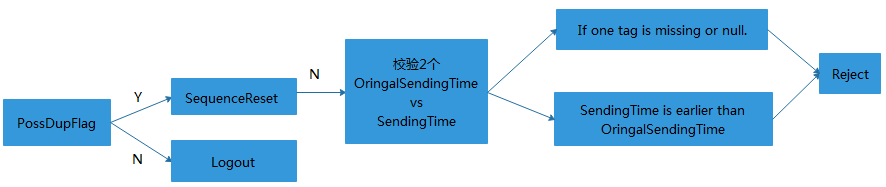 PossDupFlag
Y
N
SequenceReset
Logout
N
校验2个
OringalSendingTime
vs
SendingTime
If one tag is missing or null.
SendingTime is earlier than
OringalSendingTime
Reject